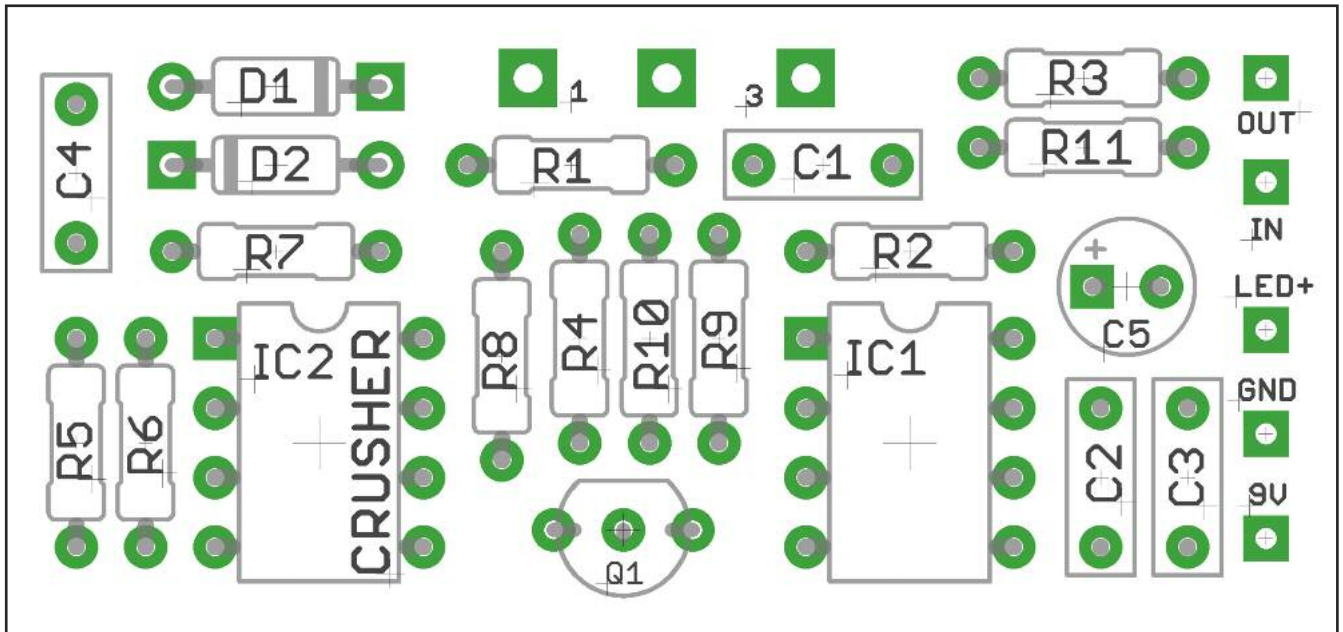 D1
1
3
R3
OUT
C4
D2
R1
C1
R11
IN
R7
R2
+
LED+
C5
IC2
CRUSHER
R8
R4
R10
R9
IC1
GND
R5
R6
C2
C3
9V
Q1